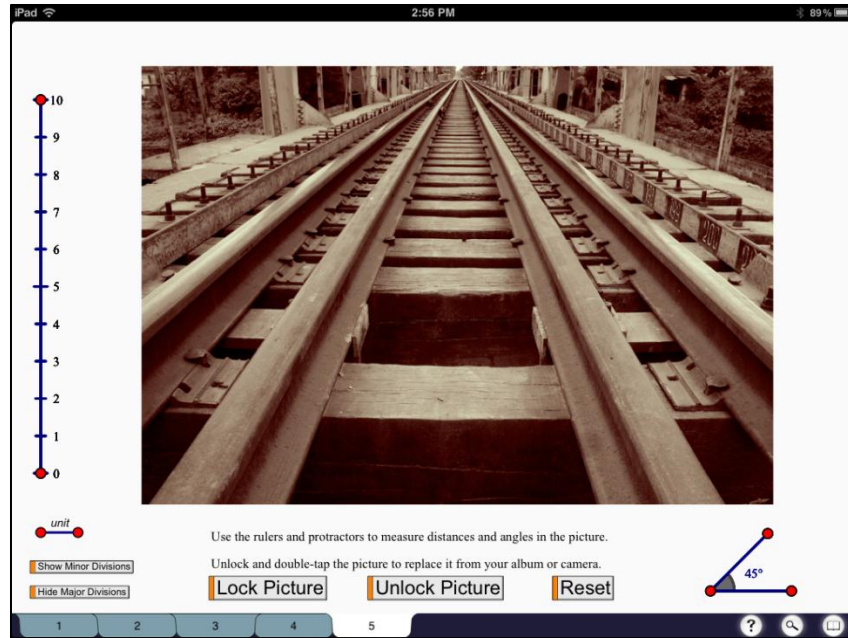 iPad 2:56 PM 89%
10
9
8
7
6
5
4
3
2
1
0
unit
Use the rulers and protractors to measure distances and angles in the picture.
Show Minor Divisions
Unlock and double-tap the picture to replace it from your album or camera.
Hide Major Divisions
Lock Picture Unlock Picture Reset
45°
1 2 3 4 5 ?